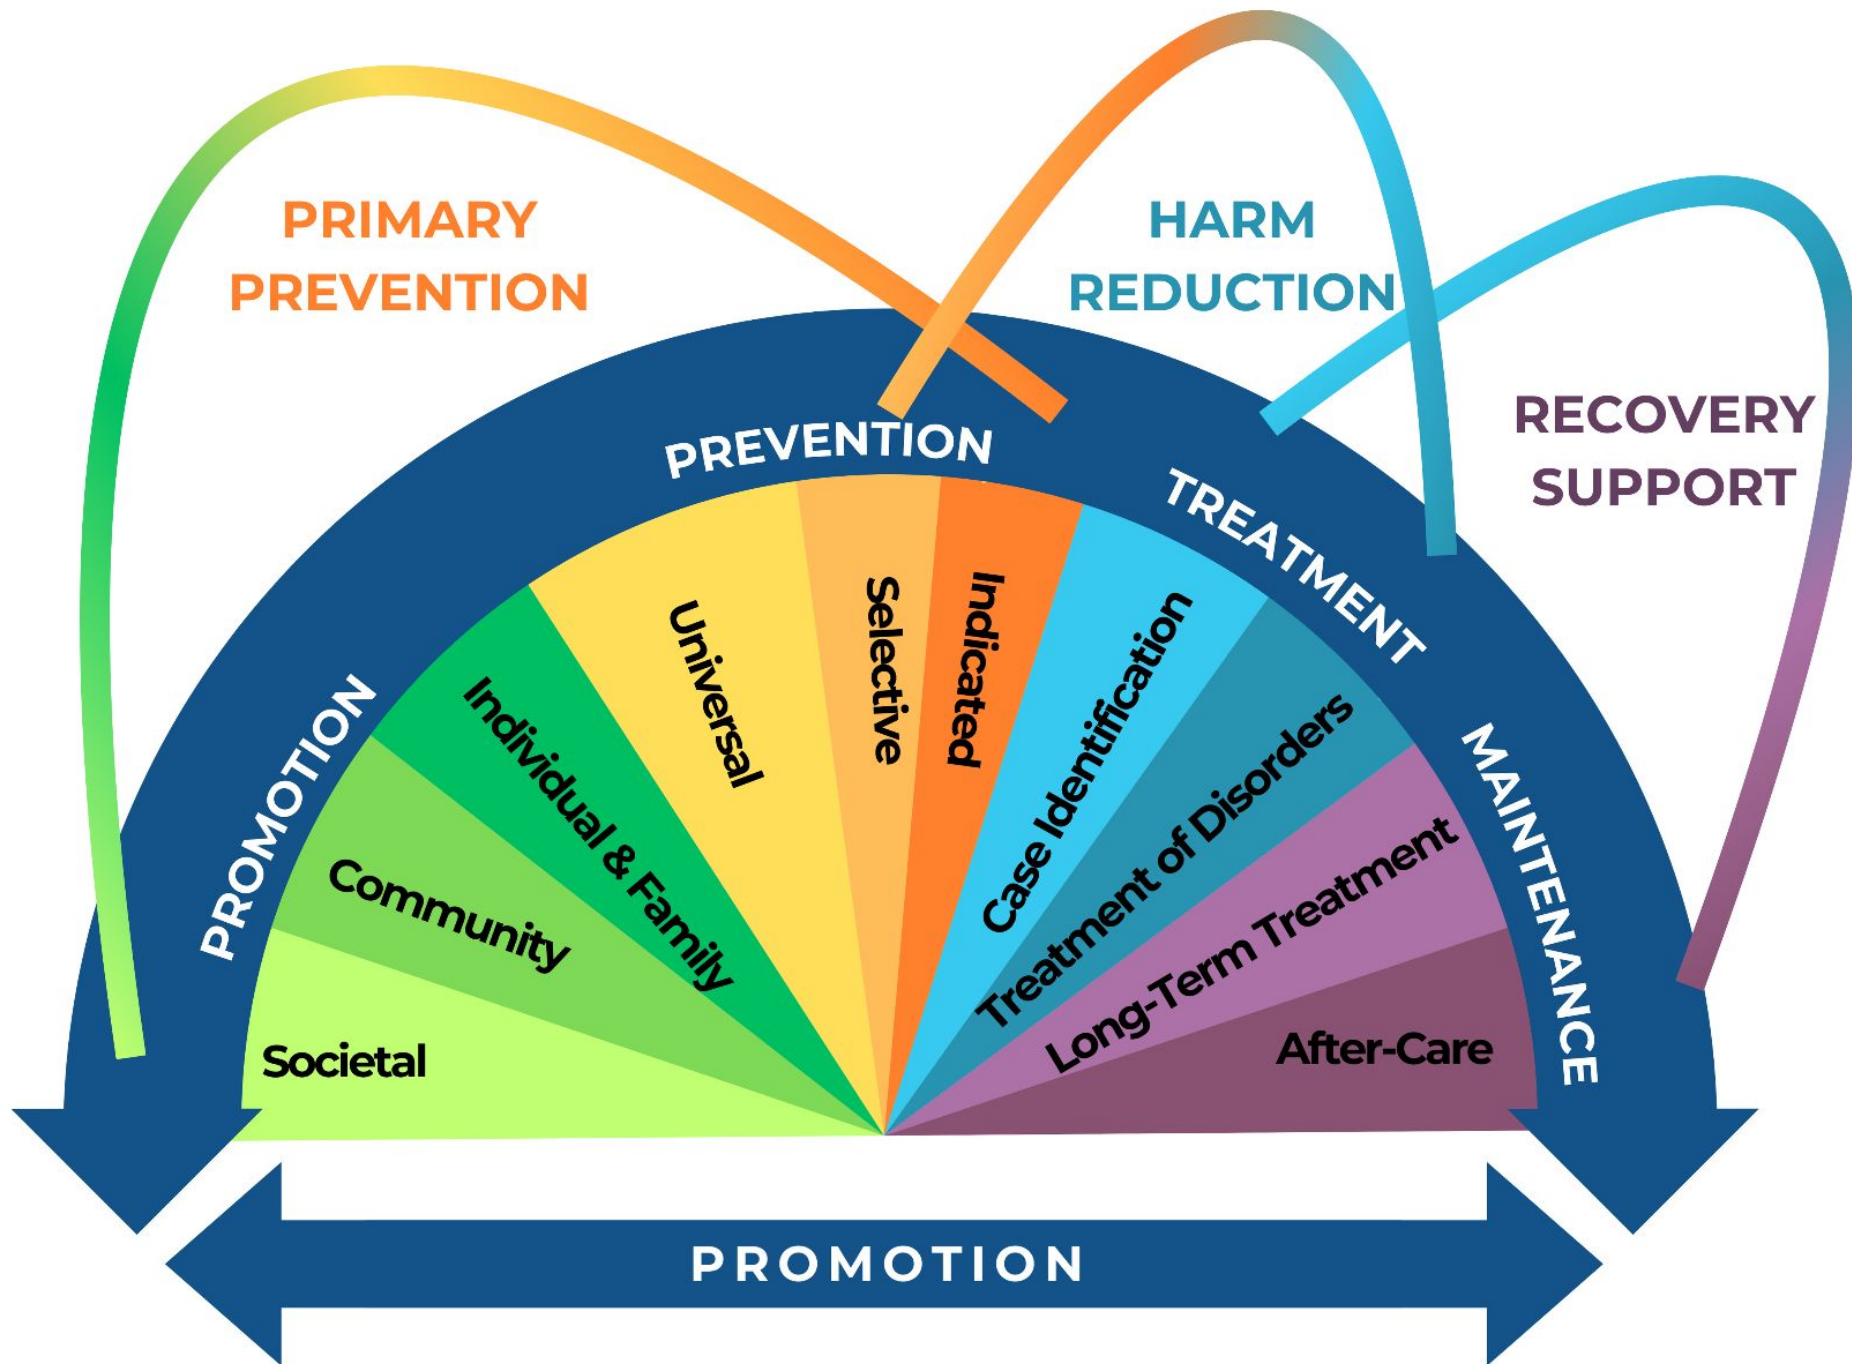 PRIMARY
PREVENTION
HARM
REDUCTION
RECOVERY
SUPPORT
PROMOTION
PREVENTION
TREATMENT
MAINTENANCE
Societal
Community
Individual & Family
Universal
Selective
Indicated
Case Identification
Treatment of Disorders
Long-Term Treatment
After-Care
PROMOTION